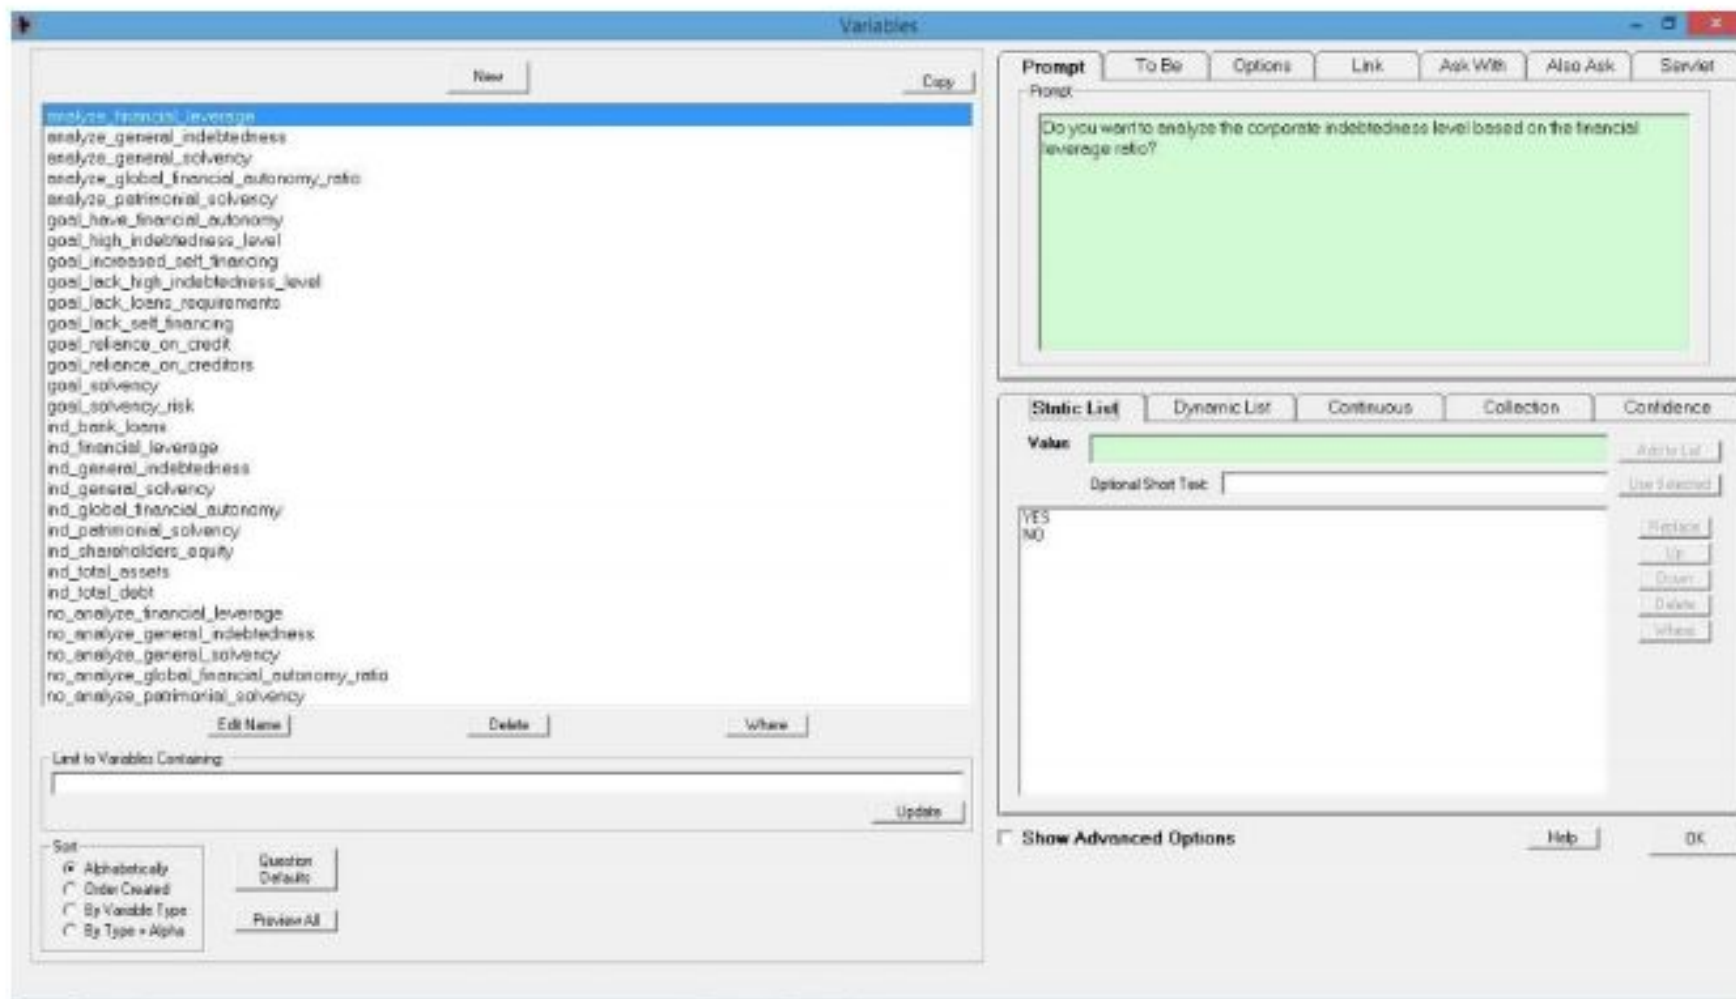 Variables
New
Copy
analyze_financial_leverage
analyze_general_indebtedness
analyze_general_solvency
analyze_global_financial_autonomy_ratio
analyze_patrimonial_solvency
goal_have_financial_autonomy
goal_high_indebtedness_level
goal_increased_self_financing
goal_lack_high_indebtedness_level
goal_lack_loans_requirements
goal_lack_self_financing
goal_reliance_on_credit
goal_reliance_on_creditors
goal_solvency
goal_solvency_risk
ind_bank_loans
ind_financial_leverage
ind_general_indebtedness
ind_general_solvency
ind_global_financial_autonomy
ind_patrimonial_solvency
ind_shareholders_equity
ind_total_assets
ind_total_debt
no_analyze_financial_leverage
no_analyze_general_indebtedness
no_analyze_general_solvency
no_analyze_global_financial_autonomy_ratio
no_analyze_patrimonial_solvency
Edit Name
Delete
Where
Limit to Variables Containing:
Update
Sort
Alphabetically
Order Created
By Variable Type
By Type + Alpha
Question
Defaults
Preview All
Prompt
To Be
Options
Link
Ask With
Also Ask
Servlet
Prompt
Do you want to analyze the corporate indebtedness level based on the financial
leverage ratio?
Static List
Dynamic List
Continuous
Collection
Confidence
Value
Add to List
Optional Short Text:
Use Selected
YES
NO
Replace
Up
Down
Delete
Where
Show Advanced Options
Help
OK